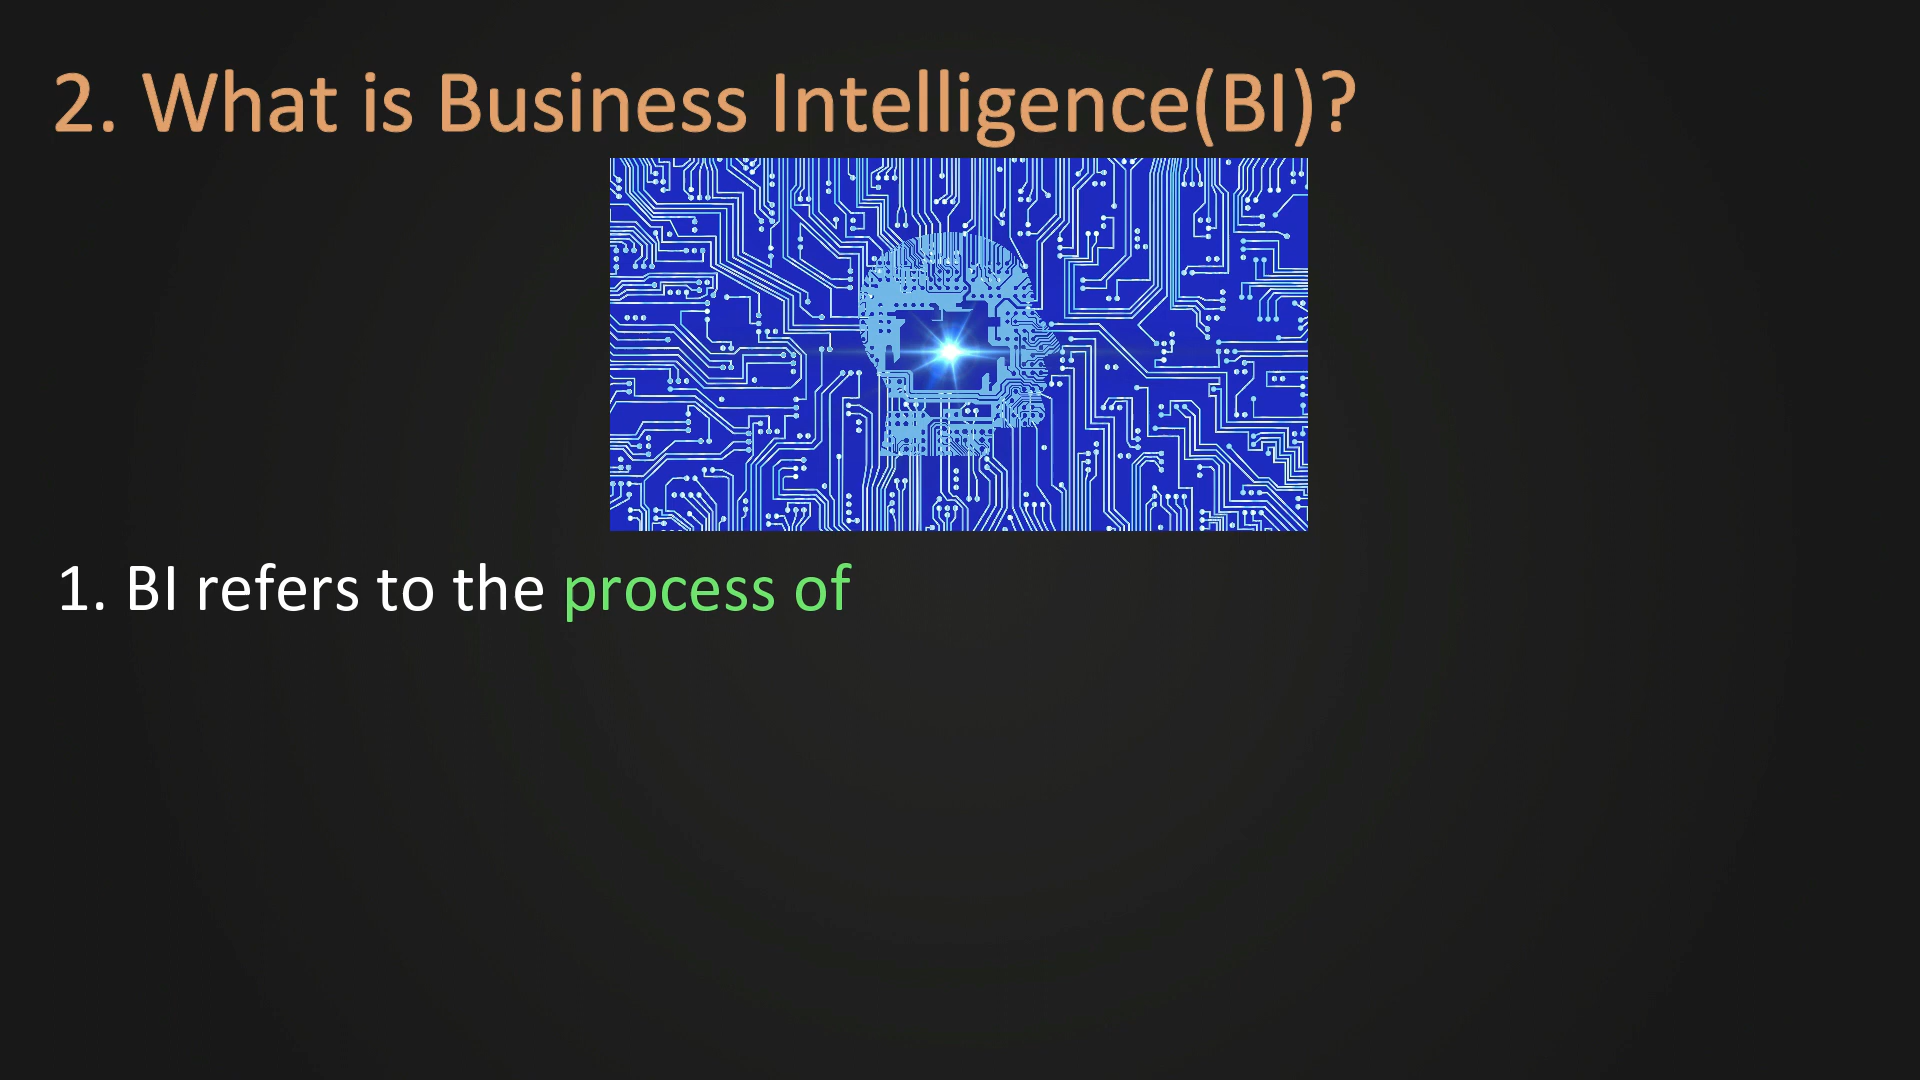 2. What is Business Intelligence(BI)?
1. BI refers to the process of